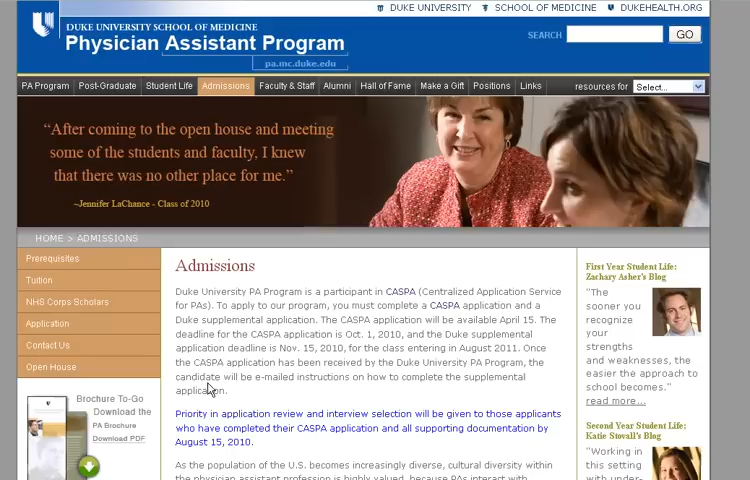 DUKE UNIVERSITY
SCHOOL OF MEDICINE
DUKEHEALTH.ORG
DUKE UNIVERSITY SCHOOL OF MEDICINE
Physician Assistant Program
pa.mc.duke.edu
SEARCH
GO
PA Program
Post-Graduate
Student Life
Admissions
Faculty & Staff
Alumni
Hall of Fame
Make a Gift
Positions
Links
resources for
Select...
“After coming to the open house and meeting
some of the students and faculty, I knew
that there was no other place for me.”
~Jennifer LaChance - Class of 2010
HOME > ADMISSIONS
Prerequisites
Tuition
NHS Corps Scholars
Application
Contact Us
Open House
Brochure To-Go
Download the
PA Brochure
Download PDF
Admissions
Duke University PA Program is a participant in CASPA (Centralized Application Service
for PAs). To apply to our program, you must complete a CASPA application and a
Duke supplemental application. The CASPA application will be available April 15. The
deadline for the CASPA application is Oct. 1, 2010, and the Duke supplemental
application deadline is Nov. 15, 2010, for the class entering in August 2011. Once
the CASPA application has been received by the Duke University PA Program, the
candidate will be e-mailed instructions on how to complete the supplemental
application.
Priority in application review and interview selection will be given to those applicants
who have completed their CASPA application and all supporting documentation by
August 15, 2010.
As the population of the U.S. becomes increasingly diverse, cultural diversity within
the physician assistant profession is highly valued, because PAs interact with
First Year Student Life:
Zachary Asher's Blog
"The
sooner you
recognize
your
strengths
and weaknesses, the
easier the approach to
school becomes."
read more...
Second Year Student Life:
Katie Stovall's Blog
"Working in
this setting
with under-